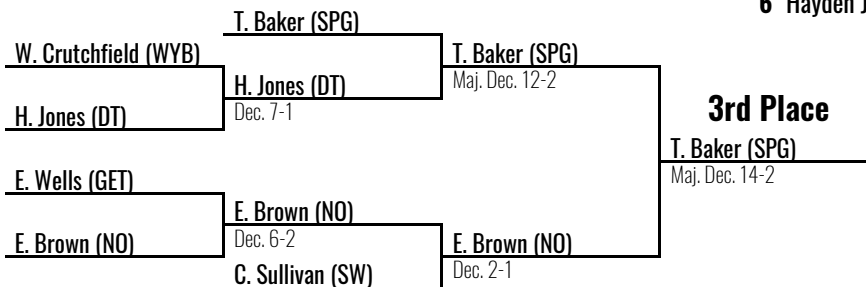 6 Hayden
T. Baker (SPG)
W. Crutchfield (WYB)
T. Baker (SPG)
Maj. Dec. 12-2
H. Jones (DT)
Dec. 7-1
H. Jones (DT)
3rd Place
T. Baker (SPG)
Maj. Dec. 14-2
E. Wells (GET)
E. Brown (NO)
Dec. 6-2
E. Brown (NO)
E. Brown (NO)
Dec. 2-1
C. Sullivan (SW)